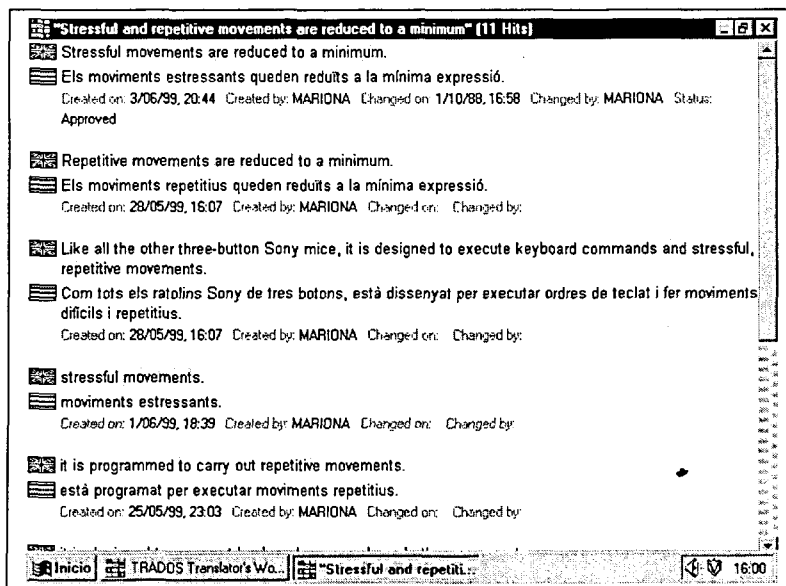 "Stressful and repetitive movements are reduced to a minimum" (11 Hits)
Stressful movements are reduced to a minimum.
Els moviments estressants queden reduïts a la mínima expressió.
Created on: 3/06/99, 20:44 Created by: MARIONA Changed on: 1/10/88, 16:58 Changed by: MARIONA Status:
Approved
Repetitive movements are reduced to a minimum.
Els moviments repetitius queden reduïts a la mínima expressió.
Created on: 28/05/99, 16:07 Created by: MARIONA Changed on: Changed by:
Like all the other three-button Sony mice, it is designed to execute keyboard commands and stressful,
repetitive movements.
Com tots els ratolins Sony de tres botons, està dissenyat per executar ordres de teclat i fer moviments
difícils i repetitius.
Created on: 28/05/99, 16:07 Created by: MARIONA Changed on: Changed by:
stressful movements.
moviments estressants.
Created on: 1/06/99, 18:39 Created by: MARIONA Changed on: Changed by:
it is programmed to carry out repetitive movements.
està programat per executar moviments repetitius.
Created on: 25/05/99, 23:03 Created by: MARIONA Changed on: Changed by:
Inicio TRADOS Translator's Wo... "Stressful and repetiti... 16:00